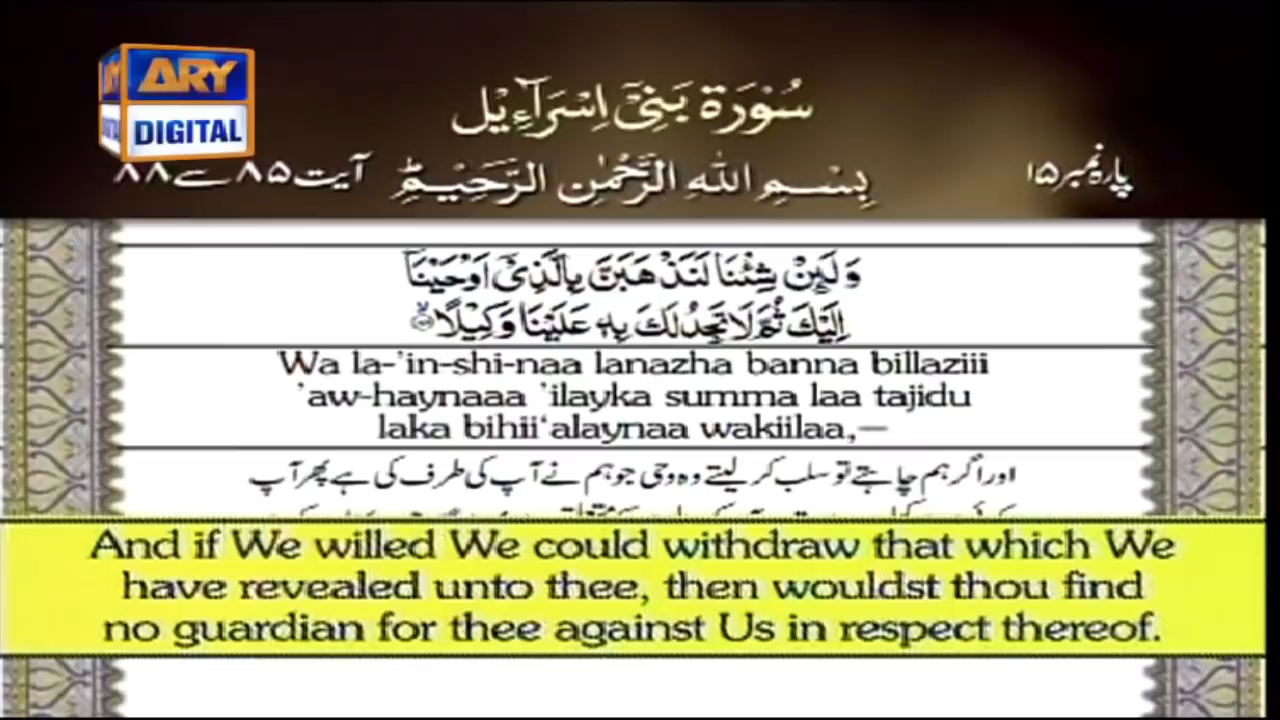 ARY
DIGITAL
سُوْرَة بَنِیْٓ اِسْرَآءِیْل
پارہ نمبر ۱۵
بِسْمِ اللهِ الرَّحْمٰنِ الرَّحِیْمِ
آیت ۸۵ سے ۸۸
وَلَىِٕنْ شِئْنَا لَنَذْهَبَنَّ بِالَّذِیْۤ اَوْحَیْنَاۤ
اِلَیْكَ ثُمَّ لَا تَجِدُ لَكَ بِهٖ عَلَیْنَا وَكِیْلًا
Wa la-'in-shi-naa lanazha banna billaziii
'aw-haynaaa 'ilayka summa laa tajidu
laka bihii'alaynaa wakiilaa,—
اور اگر ہم چاہتے تو سلب کر لیتے وہ وحی جو ہم نے آپ کی طرف کی ہے پھر آپ
And if We willed We could withdraw that which We
have revealed unto thee, then wouldst thou find
no guardian for thee against Us in respect thereof.